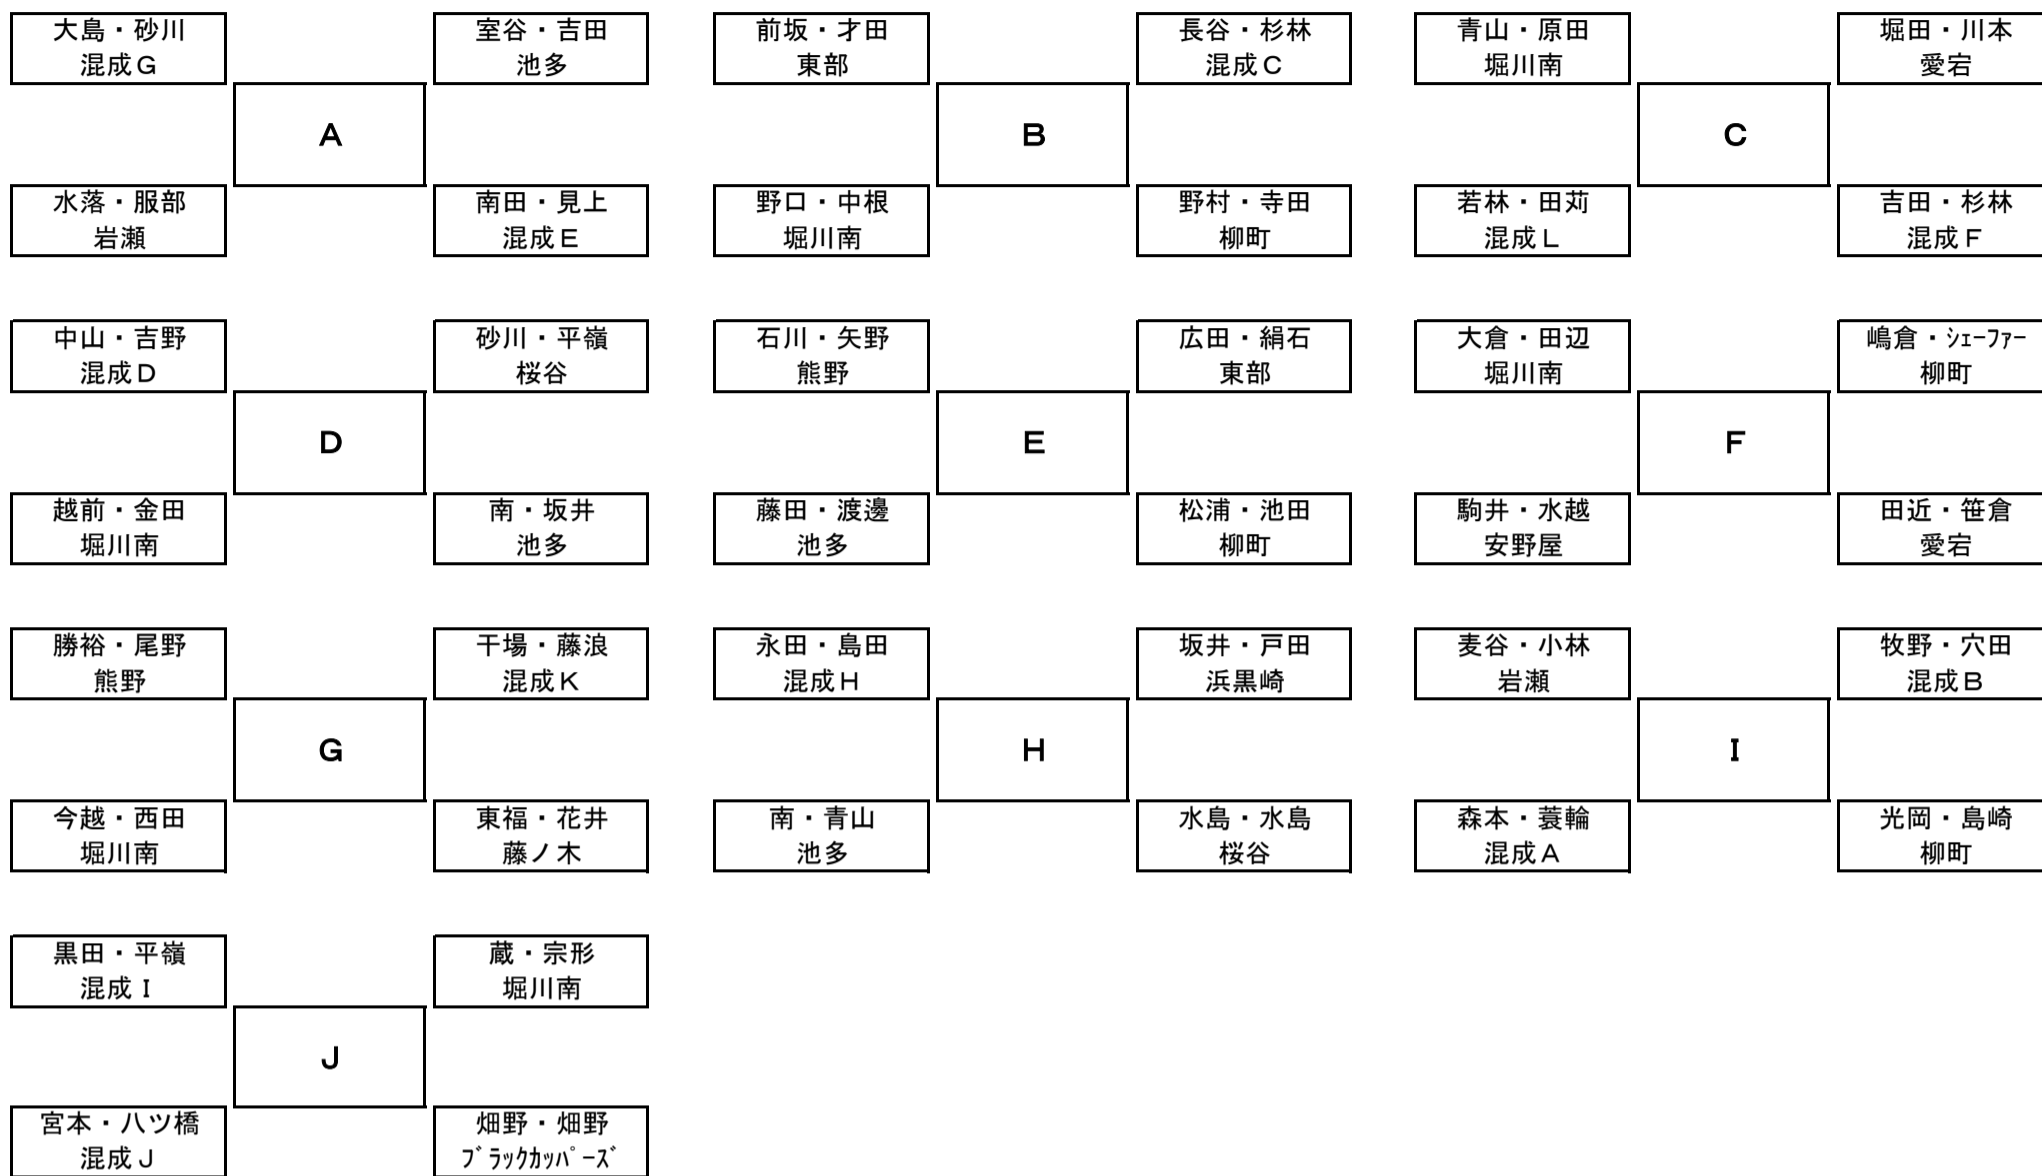 大島・砂川
混成G
室谷・吉田
池多
A
水落・服部
岩瀬
南田・見上
混成E
前坂・才田
東部
長谷・杉林
混成C
B
野口・中根
堀川南
野村・寺田
柳町
青山・原田
堀川南
堀田・川本
愛宕
C
若林・田苅
混成L
吉田・杉林
混成F
中山・吉野
混成D
砂川・平嶺
桜谷
D
越前・金田
堀川南
南・坂井
池多
石川・矢野
熊野
広田・絹石
東部
E
藤田・渡邊
池多
松浦・池田
柳町
大倉・田辺
堀川南
嶋倉・ｼｪｰﾌｧｰ
柳町
F
駒井・水越
安野屋
田近・笹倉
愛宕
勝裕・尾野
熊野
干場・藤浪
混成K
G
今越・西田
堀川南
東福・花井
藤ノ木
永田・島田
混成H
坂井・戸田
浜黒崎
H
南・青山
池多
水島・水島
桜谷
麦谷・小林
岩瀬
牧野・穴田
混成B
I
森本・蓑輪
混成A
光岡・島崎
柳町
黒田・平嶺
混成I
蔵・宗形
堀川南
J
宮本・八ツ橋
混成J
畑野・畑野
ﾌﾞﾗｯｸｶｯﾊﾟｰｽﾞ